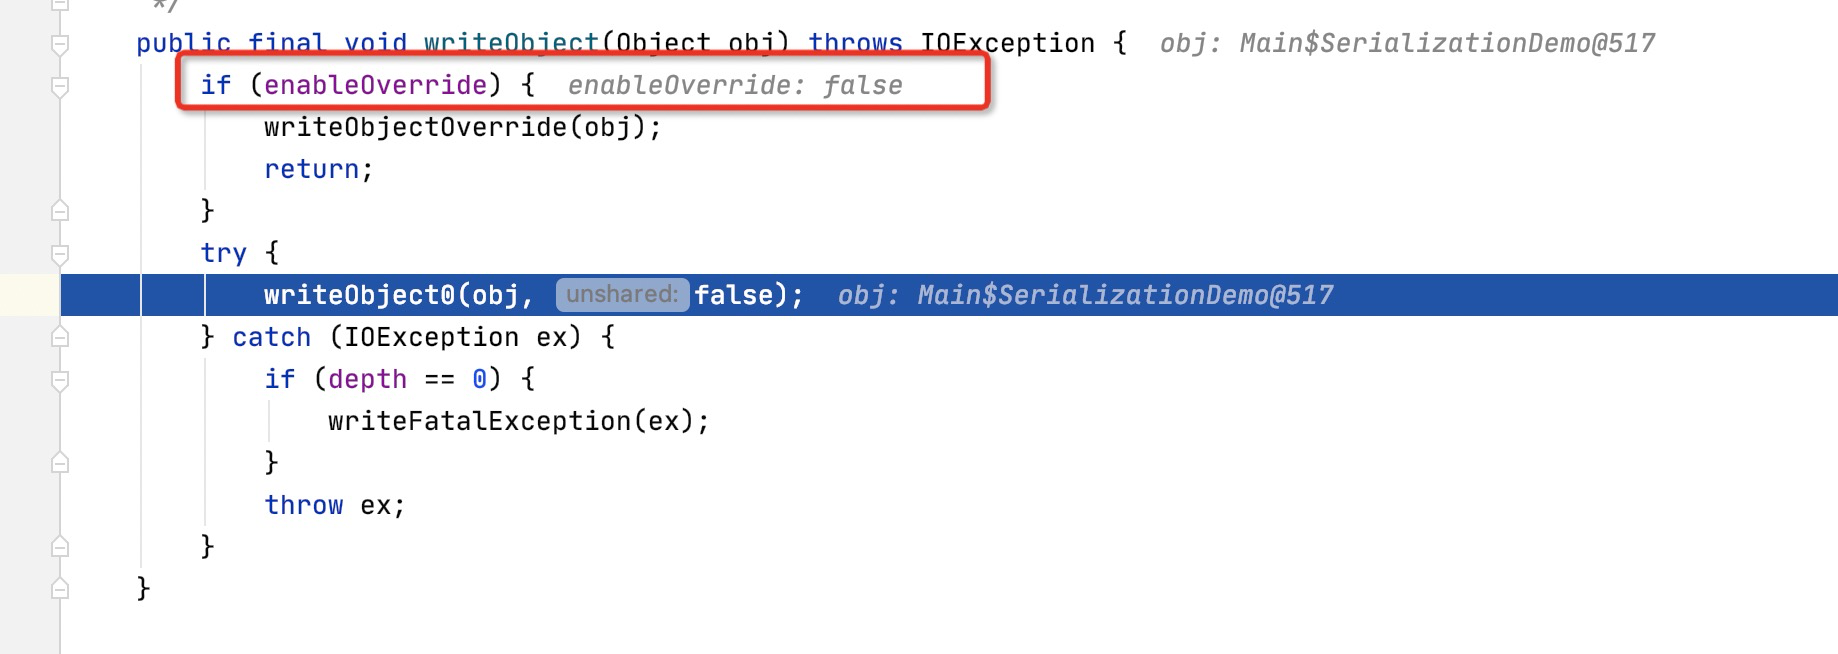 */
public final void writeObject(Object obj) throws IOException {  obj: Main$SerializationDemo@517
if (enableOverride) {  enableOverride: false
writeObjectOverride(obj);
return;
}
try {
writeObject0(obj, unshared: false);  obj: Main$SerializationDemo@517
} catch (IOException ex) {
if (depth == 0) {
writeFatalException(ex);
}
throw ex;
}
}